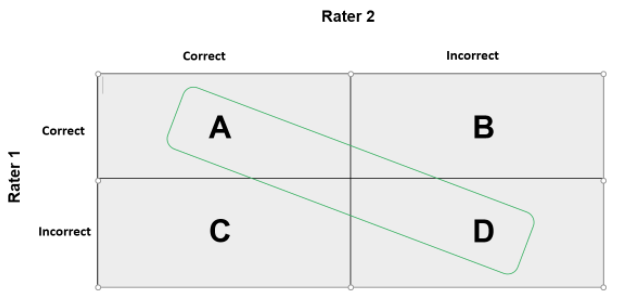 Rater 2
Correct Incorrect
Rater 1
Correct A B
Incorrect C D